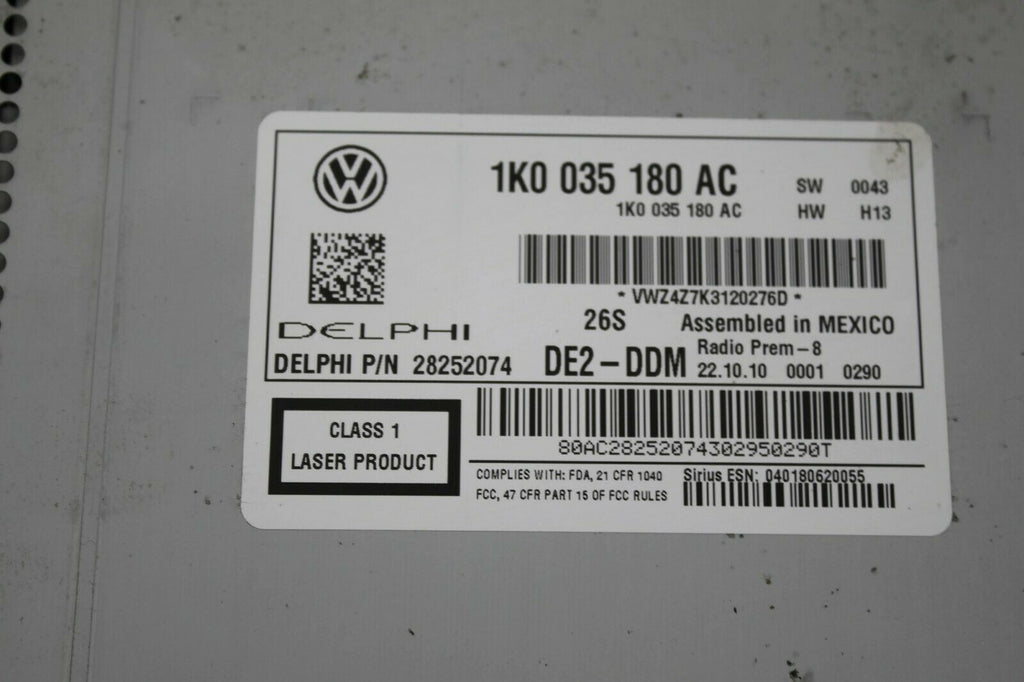 1K0 035 180 AC SW 0043
1K0 035 180 AC HW H13
* VWZ4Z7K3120276D *
26S Assembled in MEXICO
DELPHI
DELPHI P/N 28252074 DE2-DDM Radio Prem-8
22.10.10 0001 0290
CLASS 1
LASER PRODUCT
80AC28252074302950290T
COMPLIES WITH: FDA, 21 CFR 1040
FCC, 47 CFR PART 15 OF FCC RULES
Sirius ESN: 040180620055